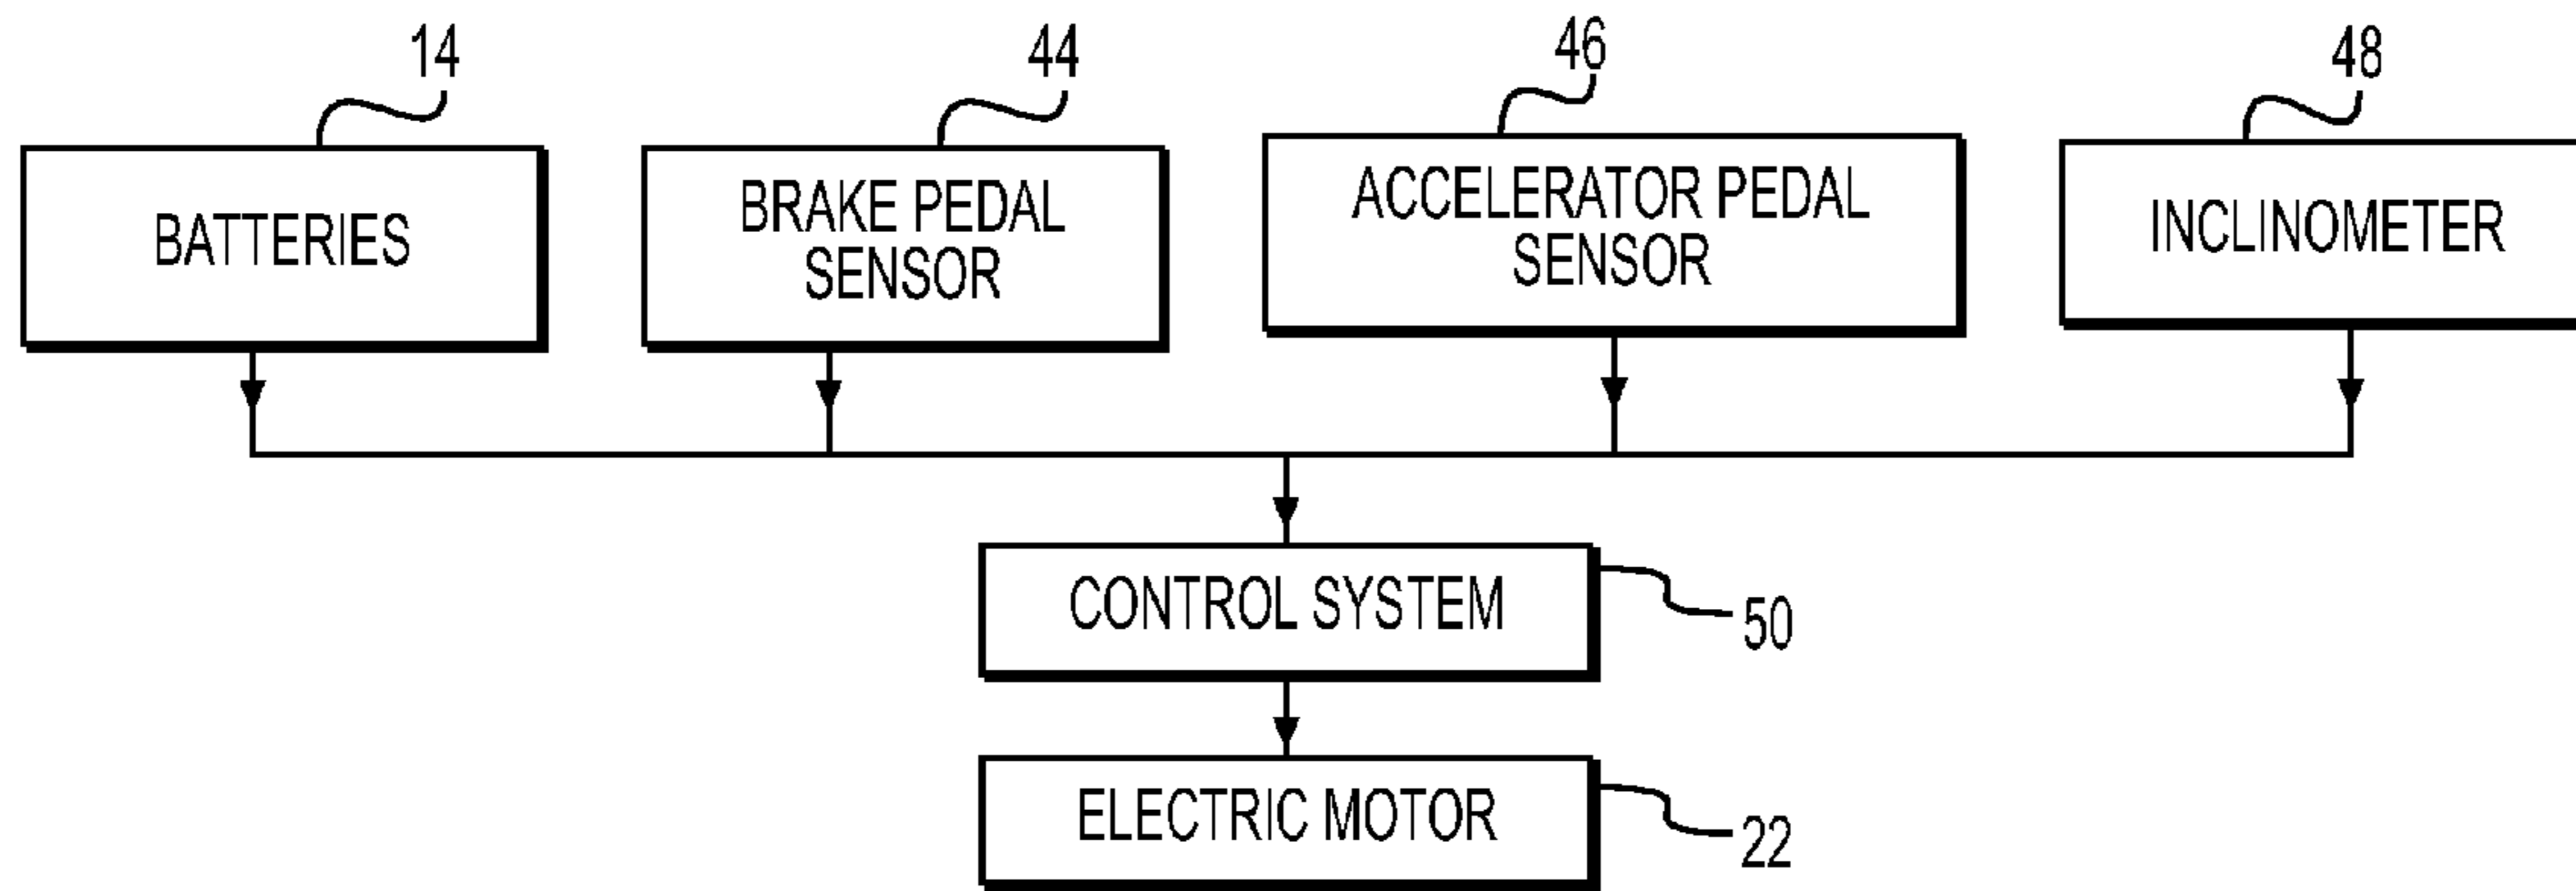 14
44
46
48
BATTERIES
BRAKE PEDAL
SENSOR
ACCELERATOR PEDAL
SENSOR
INCLINOMETER
CONTROL SYSTEM
50
ELECTRIC MOTOR
22